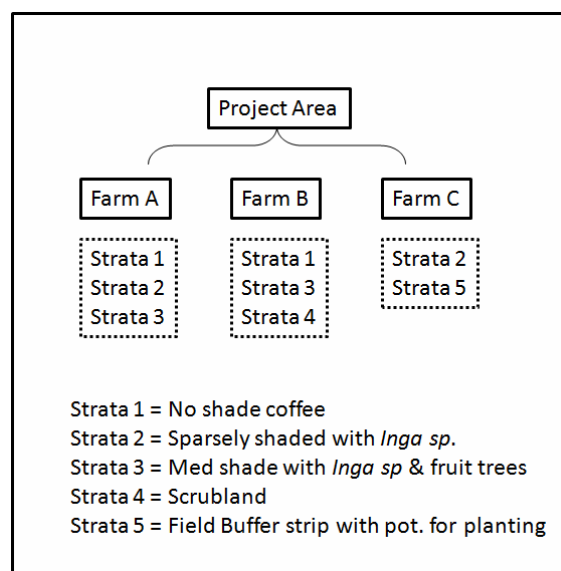 Project Area
Farm A
Farm B
Farm C
Strata 1
Strata 2
Strata 3
Strata 1
Strata 3
Strata 4
Strata 2
Strata 5
Strata 1 = No shade coffee
Strata 2 = Sparsely shaded with Inga sp.
Strata 3 = Med shade with Inga sp & fruit trees
Strata 4 = Scrubland
Strata 5 = Field Buffer strip with pot. for planting